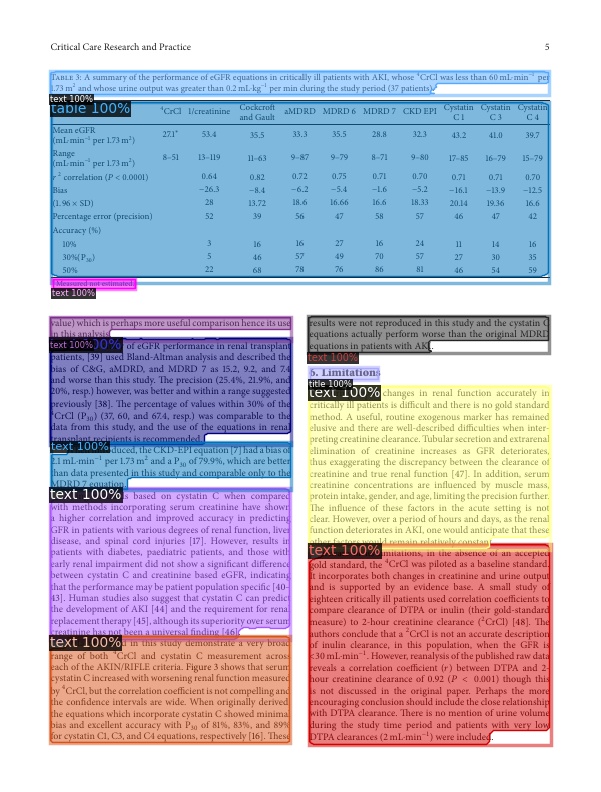 Critical Care Research and Practice 5
Table 3: A summary of the performance of eGFR equations in critically ill patients with AKI, whose ⁴CrCl was less than 60 mL·min⁻¹ per
1.73 m² and whose urine output was greater than 0.2 mL·kg⁻¹ per min during the study period (37 patients).
text 100%
table 100%
⁴CrCl 1/creatinine Cockcroft and Gault aMDRD MDRD 6 MDRD 7 CKD EPI Cystatin C 1 Cystatin C 3 Cystatin C 4
Mean eGFR
(mL·min⁻¹ per 1.73 m²) 27.1* 53.4 35.5 33.3 35.5 28.8 32.3 43.2 41.0 39.7
Range
(mL·min⁻¹ per 1.73 m²) 8–51 13–119 11–63 9–87 9–79 8–71 9–80 17–85 16–79 15–79
r² correlation (P < 0.0001) 0.64 0.82 0.72 0.75 0.71 0.70 0.71 0.71 0.70
Bias −26.3 −8.4 −6.2 −5.4 −1.6 −5.2 −16.1 −13.9 −12.5
(1.96 × SD) 28 13.72 18.6 16.66 16.6 18.33 20.14 19.36 16.6
Percentage error (precision) 52 39 56 47 58 57 46 47 42
Accuracy (%)
10% 3 16 16 27 16 24 11 14 16
30%(P₃₀) 5 46 57 49 70 57 27 30 35
50% 22 68 78 76 86 81 46 54 59
Measured not estimated.
text 100%
value) which is perhaps more useful comparison hence its use
in this analysis.
text 100%
of eGFR performance in renal transplant
patients, [39] used Bland-Altman analysis and described a
bias of C&G, aMDRD, and MDRD 7 as 15.2, 9.2, and 7.4
and worse than this study. The precision (25.4%, 21.9%, and
20%, resp.) however, was better and within a range suggested
previously [38]. The percentage of values within 30% of the
⁴CrCl (P₃₀) (37, 60, and 67.4, resp.) was comparable to the
data from this study, and the use of the equations in renal
transplant recipients is recommended.
text 100%
duced, the CKD-EPI equation [7] had a bias of
2.1 mL·min⁻¹ per 1.73 m² and a P₃₀ of 79.9%, which are better
than data presented in this study and comparable only to the
MDRD 7 equation.
text 100%
s based on cystatin C when compared
with methods incorporating serum creatinine have shown
a higher correlation and improved accuracy in predicting
GFR in patients with various degrees of renal function, liver
disease, and spinal cord injuries [17]. However, results in
patients with diabetes, paediatric patients, and those with
early renal impairment did not show a significant difference
between cystatin C and creatinine based eGFR, indicating
that the performance may be patient population specific [40–
43]. Human studies also suggest that cystatin C can predict
the development of AKI [44] and the requirement for renal
replacement therapy [45], although its superiority over serum
creatinine has not been a universal finding [46].
text 100%
in this study demonstrate a very broad
range of both ⁴CrCl and cystatin C measurement across
each of the AKIN/RIFLE criteria. Figure 3 shows that serum
cystatin C increased with worsening renal function measured
by ⁴CrCl, but the correlation coefficient is not compelling and
the confidence intervals are wide. When originally derived
the equations which incorporate cystatin C showed minimal
bias and excellent accuracy with P₃₀ of 81%, 83%, and 89%
for cystatin C1, C3, and C4 equations, respectively [16]. These
results were not reproduced in this study and the cystatin C
equations actually perform worse than the original MDRD
equations in patients with AKI.
text 100%
5. Limitations
title 100%
text 100%
changes in renal function accurately in
critically ill patients is difficult and there is no gold standard
method. A useful, routine exogenous marker has remained
elusive and there are well-described difficulties when inter-
preting creatinine clearance. Tubular secretion and extrarenal
elimination of creatinine increases as GFR deteriorates,
thus exaggerating the discrepancy between the clearance of
creatinine and true renal function [47]. In addition, serum
creatinine concentrations are influenced by muscle mass,
protein intake, gender, and age, limiting the precision further.
The influence of these factors in the acute setting is not
clear. However, over a period of hours and days, as the renal
function deteriorates in AKI, one would anticipate that these
other factors would remain relatively constant.
text 100%
limitations, in the absence of an accepted
gold standard, the ⁴CrCl was piloted as a baseline standard.
It incorporates both changes in creatinine and urine output
and is supported by evidence base. A small study of
eighteen critically ill patients used correlation coefficients to
compare clearance of DTPA or inulin (their gold-standard
measure) to 2-hour creatinine clearance (²CrCl) [48]. The
authors conclude that a ²CrCl is not an accurate description
of inulin clearance, in this population, when the GFR is
<30 mL·min⁻¹. However, reanalysis of the published raw data
reveals a correlation coefficient (r) between DTPA and 2-
hour creatinine clearance of 0.92 (P < 0.001) though this
is not discussed in the original paper. Perhaps the more
encouraging conclusion should include the close relationship
with DTPA clearance. There is no mention of urine volume
during the study time period and patients with very low
DTPA clearances (2 mL·min⁻¹) were included.